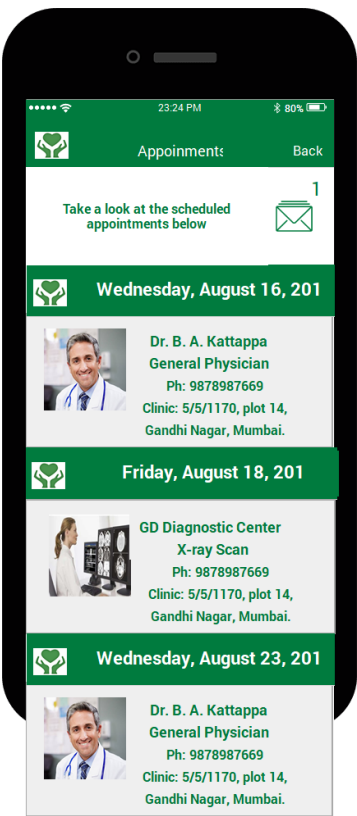 23:24 PM 80%
Appoinments
Back
1
Take a look at the scheduled
appointments below
Wednesday, August 16, 201
Dr. B. A. Kattappa
General Physician
Ph: 9878987669
Clinic: 5/5/1170, plot 14,
Gandhi Nagar, Mumbai.
Friday, August 18, 201
GD Diagnostic Center
X-ray Scan
Ph: 9878987669
Clinic: 5/5/1170, plot 14,
Gandhi Nagar, Mumbai.
Wednesday, August 23, 201
Dr. B. A. Kattappa
General Physician
Ph: 9878987669
Clinic: 5/5/1170, plot 14,
Gandhi Nagar, Mumbai.